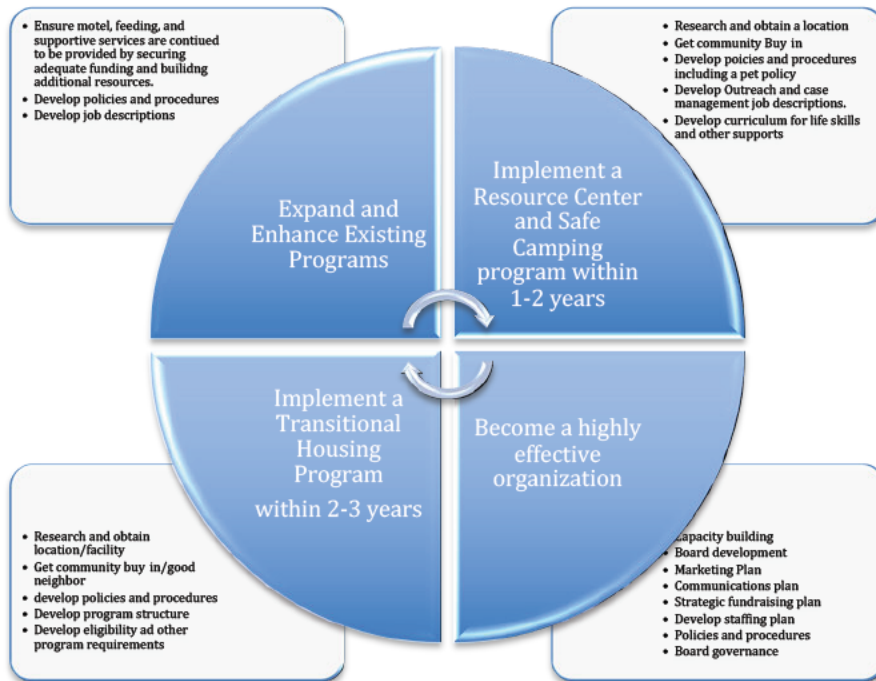 • Ensure motel, feeding, and
supportive services are contiued
to be provided by securing
adequate funding and builidng
additional resources.
• Develop policies and procedures
• Develop job descriptions
• Research and obtain a location
• Get community Buy in
• Develop poicies and procedures
including a pet policy
• Develop Outreach and case
management job descriptions.
• Develop curriculum for life skills
and other supports
Expand and
Enhance Existing
Programs
Implement a
Resource Center
and Safe
Camping
program within
1-2 years
Implement a
Transitional
Housing
Program
within 2-3 years
Become a highly
effective
organization
• Research and obtain
location/facility
• Get community buy in/good
neighbor
• develop policies and procedures
• Develop program structure
• Develop eligibility ad other
program requirements
• Capacity building
• Board development
• Marketing Plan
• Communications plan
• Strategic fundraising plan
• Develop staffing plan
• Policies and procedures
• Board governance